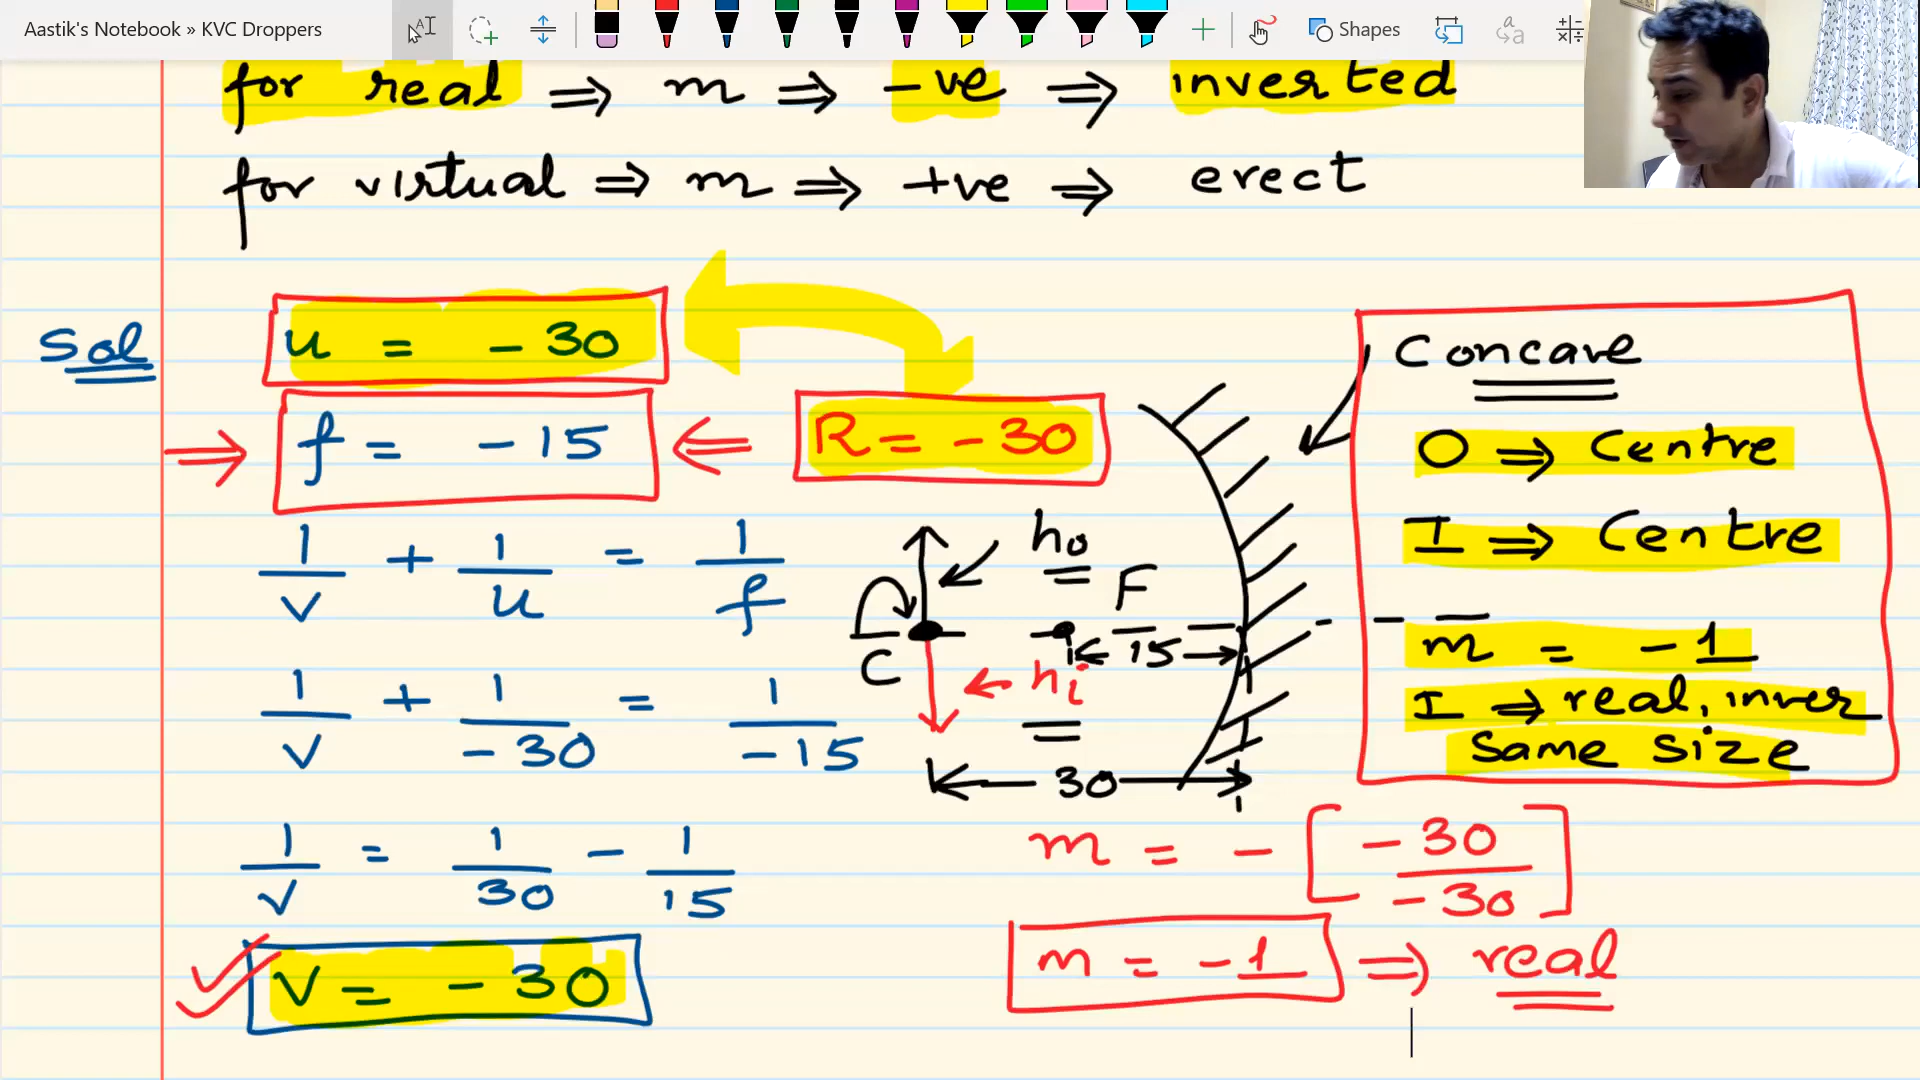 Aastik's Notebook » KVC Droppers
Shapes
for real ⇒ m ⇒ -ve ⇒ inverted
for virtual ⇒ m ⇒ +ve ⇒ erect
Sol
u = - 30
f = - 15
⇐ R = - 30
1/v + 1/u = 1/f
1/v + 1/-30 = 1/-15
1/v = 1/30 - 1/15
V = - 30
ho
F
C
15
hi
30
Concave
O ⇒ Centre
I ⇒ Centre
m = - 1
I ⇒ real, inver
Same size
m = - [-30/-30]
m = - 1 ⇒ real